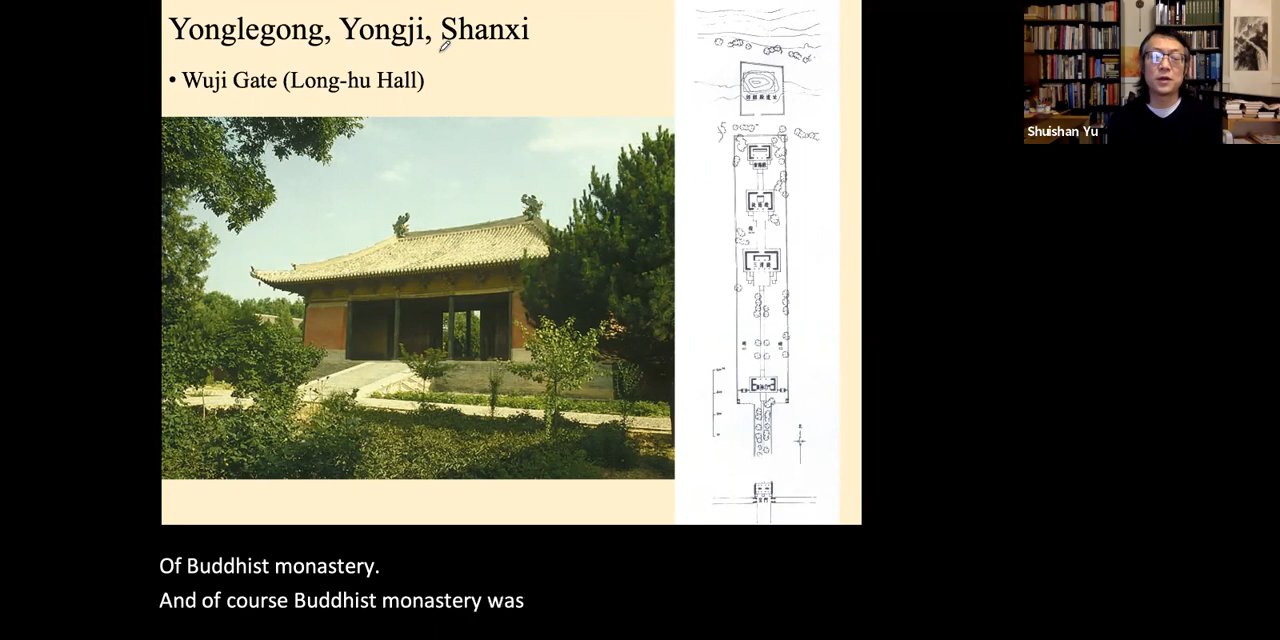 Yonglegong, Yongji, Shanxi
• Wuji Gate (Long-hu Hall)
Shuishan Yu
Of Buddhist monastery.
And of course Buddhist monastery was